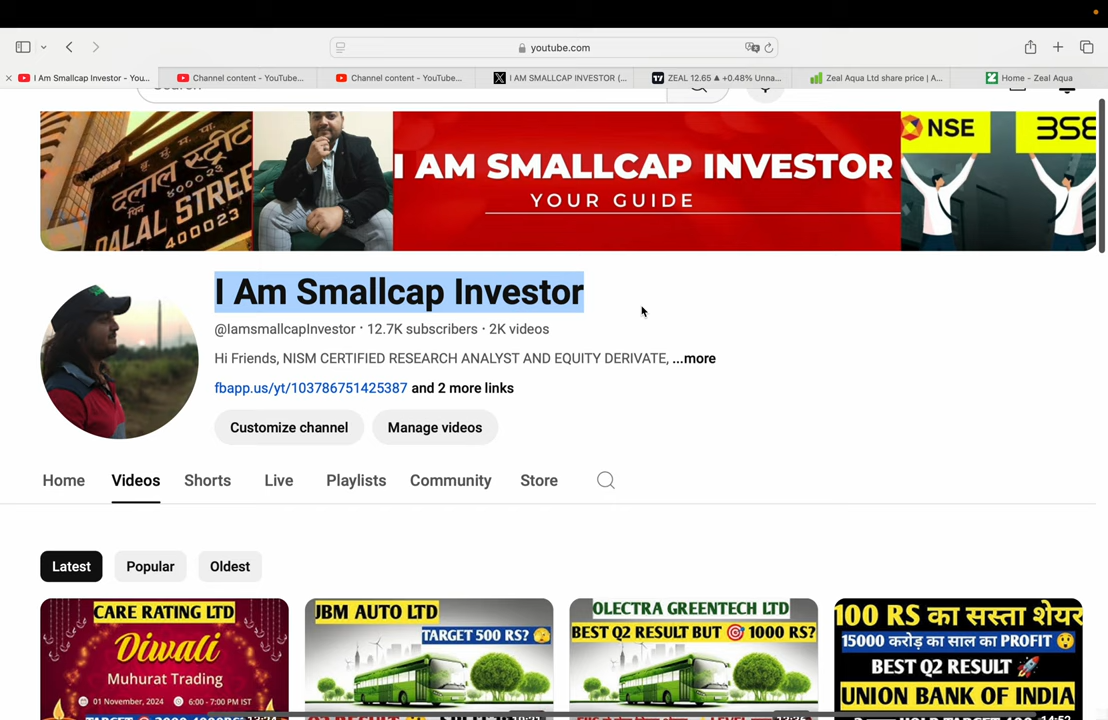 youtube.com
I Am Smallcap Investor - You...
Channel content - YouTube...
Channel content - YouTube...
I AM SMALLCAP INVESTOR (...
ZEAL 12.65 ▲ +0.48% Unna...
Zeal Aqua Ltd share price | A...
Home - Zeal Aqua
दलाल स्ट्रीट
पिन ४०००२३
DALAL STREE
PIN 400023
I AM SMALLCAP INVESTOR
YOUR GUIDE
NSE
BSE
I Am Smallcap Investor
@IamsmallcapInvestor · 12.7K subscribers · 2K videos
Hi Friends, NISM CERTIFIED RESEARCH ANALYST AND EQUITY DERIVATE, ...more
fbapp.us/yt/103786751425387 and 2 more links
Customize channel
Manage videos
Home
Videos
Shorts
Live
Playlists
Community
Store
Latest
Popular
Oldest
CARE RATING LTD
Diwali
Muhurat Trading
01 November, 2024
6:00 - 7:00 PM IST
JBM AUTO LTD
TARGET 500 RS?
OLECTRA GREENTECH LTD
BEST Q2 RESULT BUT 🎯 1000 RS?
100 RS का सस्ता शेयर
15000 करोड़ का साल का PROFIT
BEST Q2 RESULT
UNION BANK OF INDIA